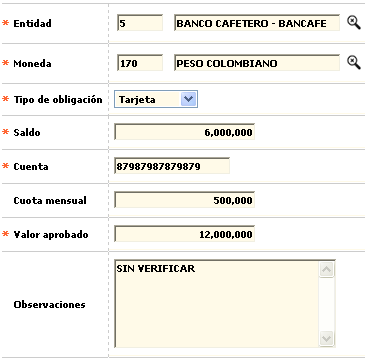 * Entidad 5 BANCO CAFETERO - BANCAFE
* Moneda 170 PESO COLOMBIANO
* Tipo de obligación Tarjeta
* Saldo 6,000,000
* Cuenta 87987987879879
Cuota mensual 500,000
* Valor aprobado 12,000,000
Observaciones SIN VERIFICAR